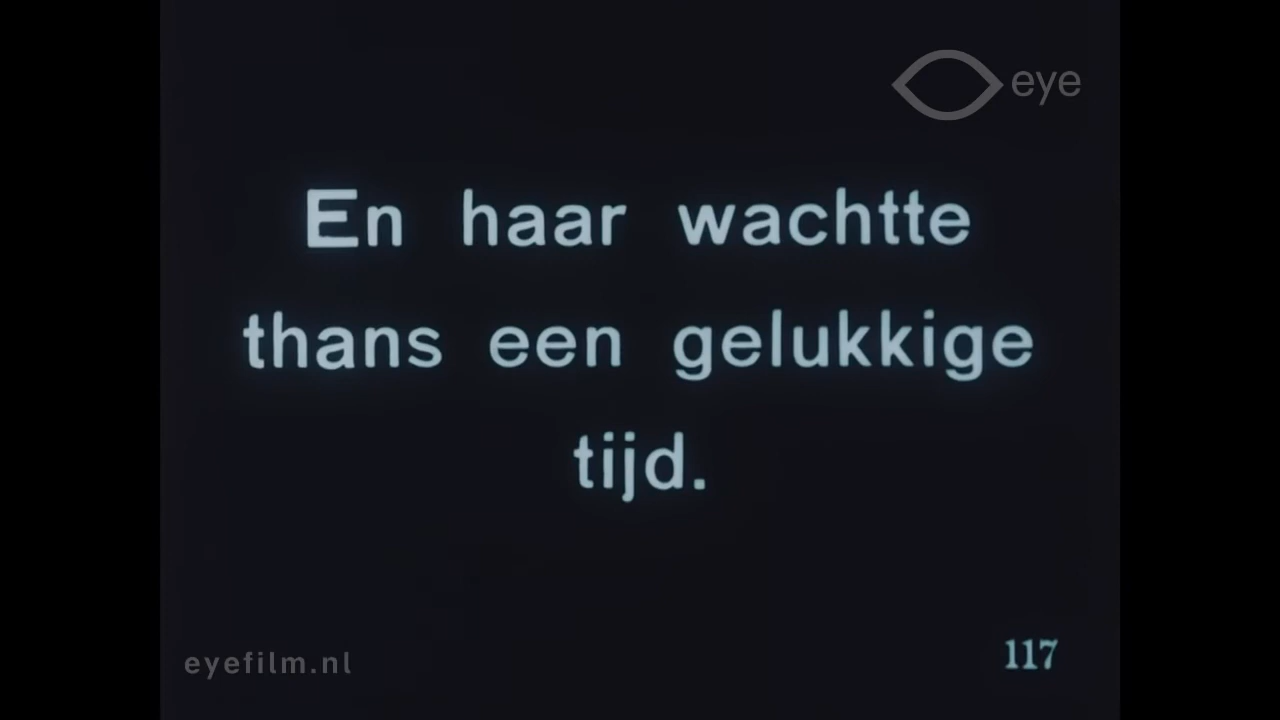 eye
En haar wachtte
thans een gelukkige
tijd.
117
eyefilm.nl